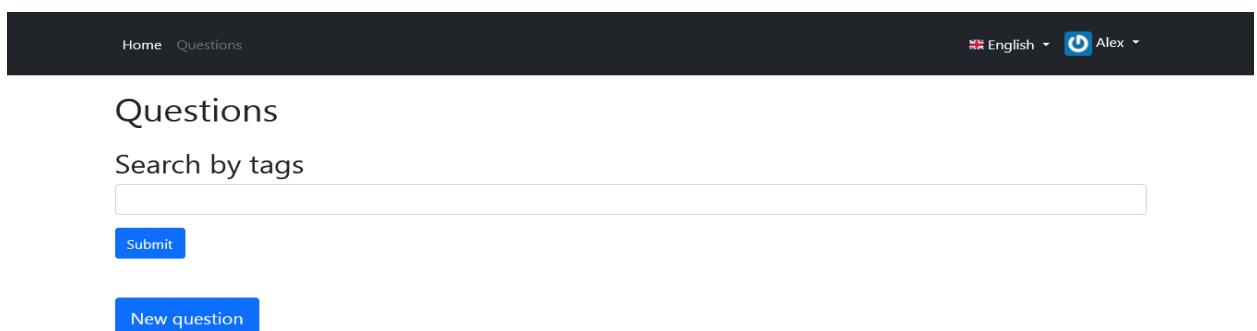 Home Questions English Alex
Questions
Search by tags
Submit
New question